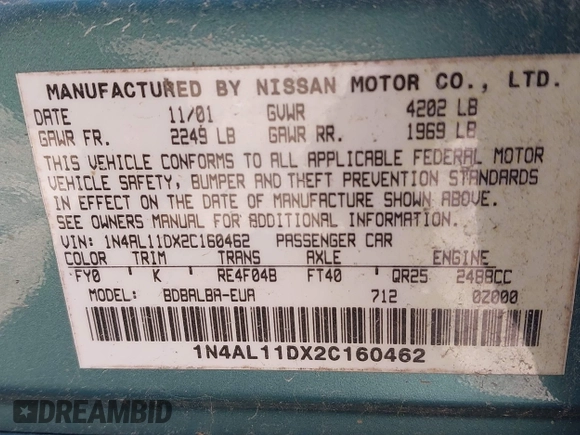 MANUFACTURED BY NISSAN MOTOR CO., LTD.
DATE 11/01 GVWR 4202 LB
GAWR FR. 2249 LB GAWR RR. 1969 LB
THIS VEHICLE CONFORMS TO ALL APPLICABLE FEDERAL MOTOR
VEHICLE SAFETY, BUMPER AND THEFT PREVENTION STANDARDS
IN EFFECT ON THE DATE OF MANUFACTURE SHOWN ABOVE.
SEE OWNERS MANUAL FOR ADDITIONAL INFORMATION.
VIN: 1N4AL11DX2C160462 PASSENGER CAR
COLOR TRIM TRANS AXLE ENGINE
FY0 K RE4F04B FT40 QR25 2488CC
MODEL: BDBALBA-EUA 712 0Z000
1N4AL11DX2C160462
DREAMBID